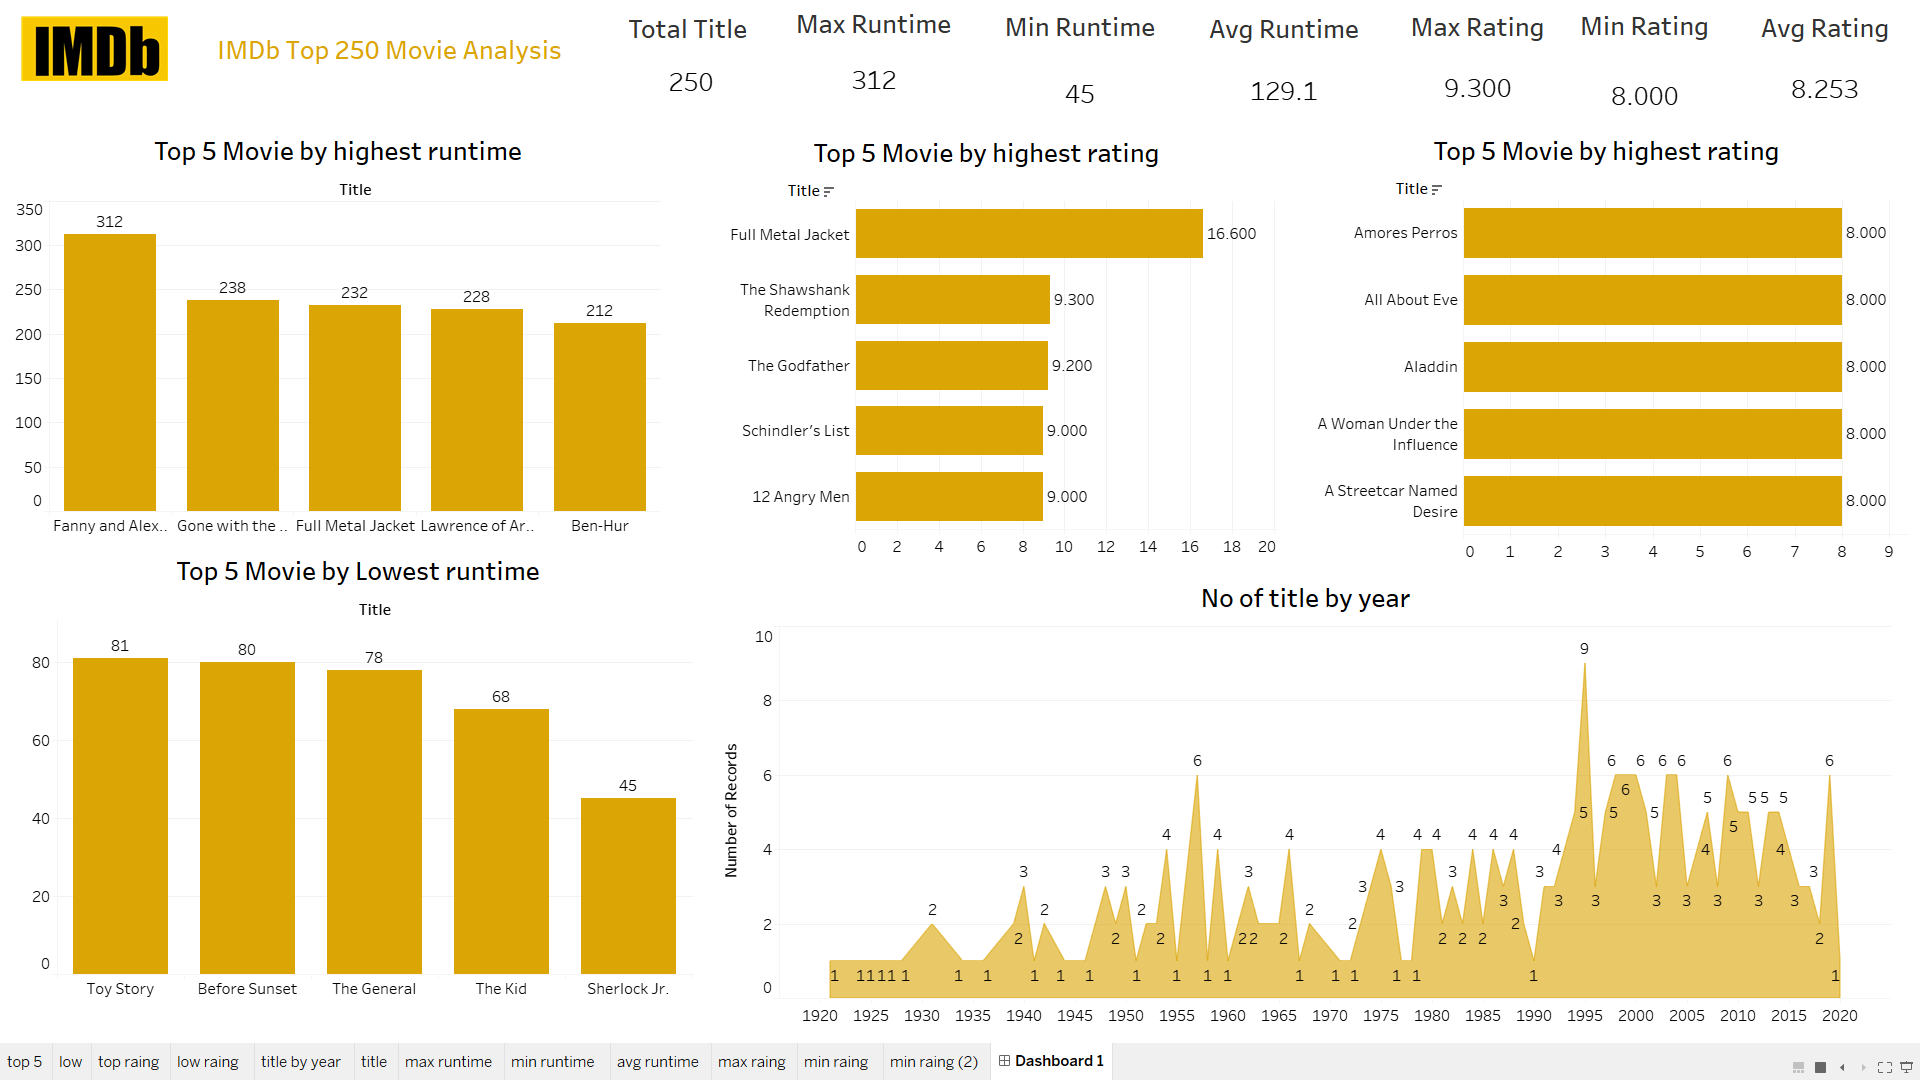 IMDb
IMDb Top 250 Movie Analysis
Total Title
250
Max Runtime
312
Min Runtime
45
Avg Runtime
129.1
Max Rating
9.300
Min Rating
8.000
Avg Rating
8.253
Top 5 Movie by highest runtime
Title
350
300
250
200
150
100
50
0
312
238
232
228
212
Fanny and Alex..
Gone with the ..
Full Metal Jacket
Lawrence of Ar..
Ben-Hur
Top 5 Movie by highest rating
Title
Full Metal Jacket
16.600
The Shawshank
Redemption
9.300
The Godfather
9.200
Schindler's List
9.000
12 Angry Men
9.000
0 2 4 6 8 10 12 14 16 18 20
Top 5 Movie by highest rating
Title
Amores Perros
8.000
All About Eve
8.000
Aladdin
8.000
A Woman Under the
Influence
8.000
A Streetcar Named
Desire
8.000
0 1 2 3 4 5 6 7 8 9
Top 5 Movie by Lowest runtime
Title
80
60
40
20
0
81
80
78
68
45
Toy Story
Before Sunset
The General
The Kid
Sherlock Jr.
No of title by year
Number of Records
10
8
6
4
2
0
9
6 6 6 6 6 6 6
6
5 5 5
5 5 5 5 5
4 4 4 4 4 4 4 4 4
4 4 4
3 3 3 3 3 3 3 3
3 3
3 3 3 3 3 3 3 3
2 2 2 2 2 2
2 2 2 2 2 2 2 2 2 2 2
1 1 1 1 1 1 1 1 1 1 1 1 1 1 1 1 1 1 1 1 1 1
1920 1925 1930 1935 1940 1945 1950 1955 1960 1965 1970 1975 1980 1985 1990 1995 2000 2005 2010 2015 2020
top 5
low
top raing
low raing
title by year
title
max runtime
min runtime
avg runtime
max raing
min raing
min raing (2)
Dashboard 1